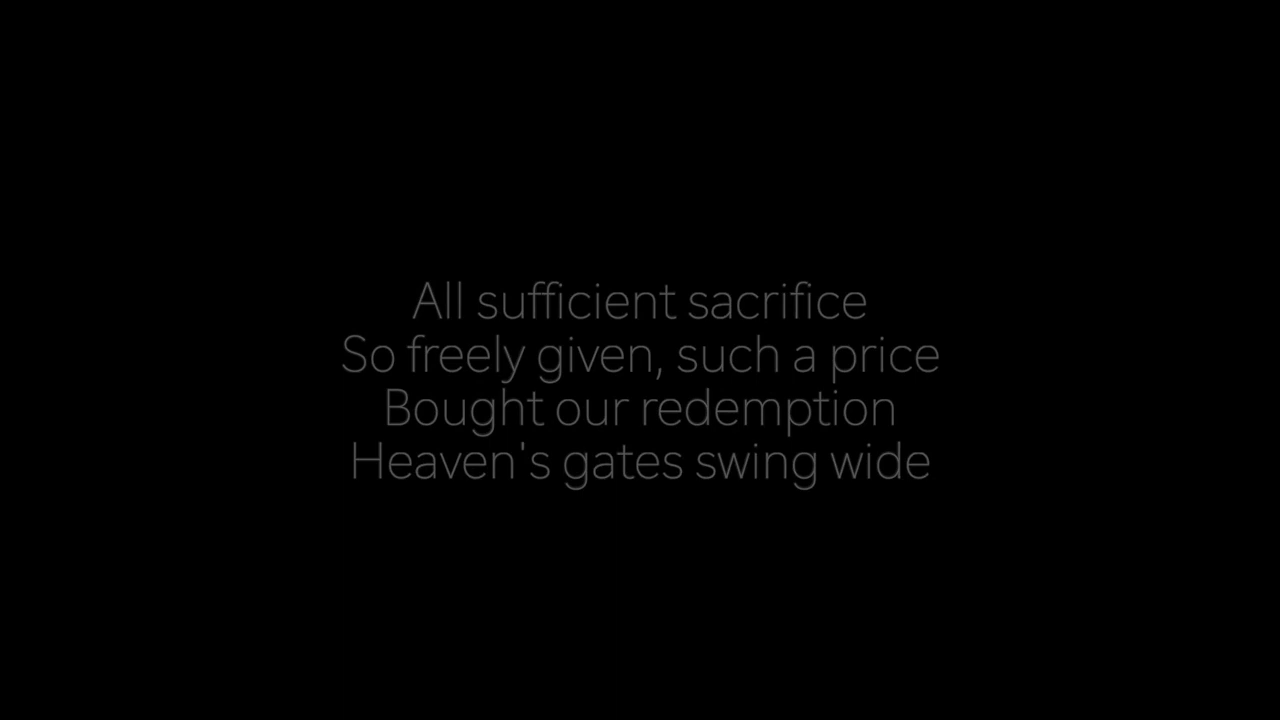 All sufficient sacrifice
So freely given, such a price
Bought our redemption
Heaven's gates swing wide